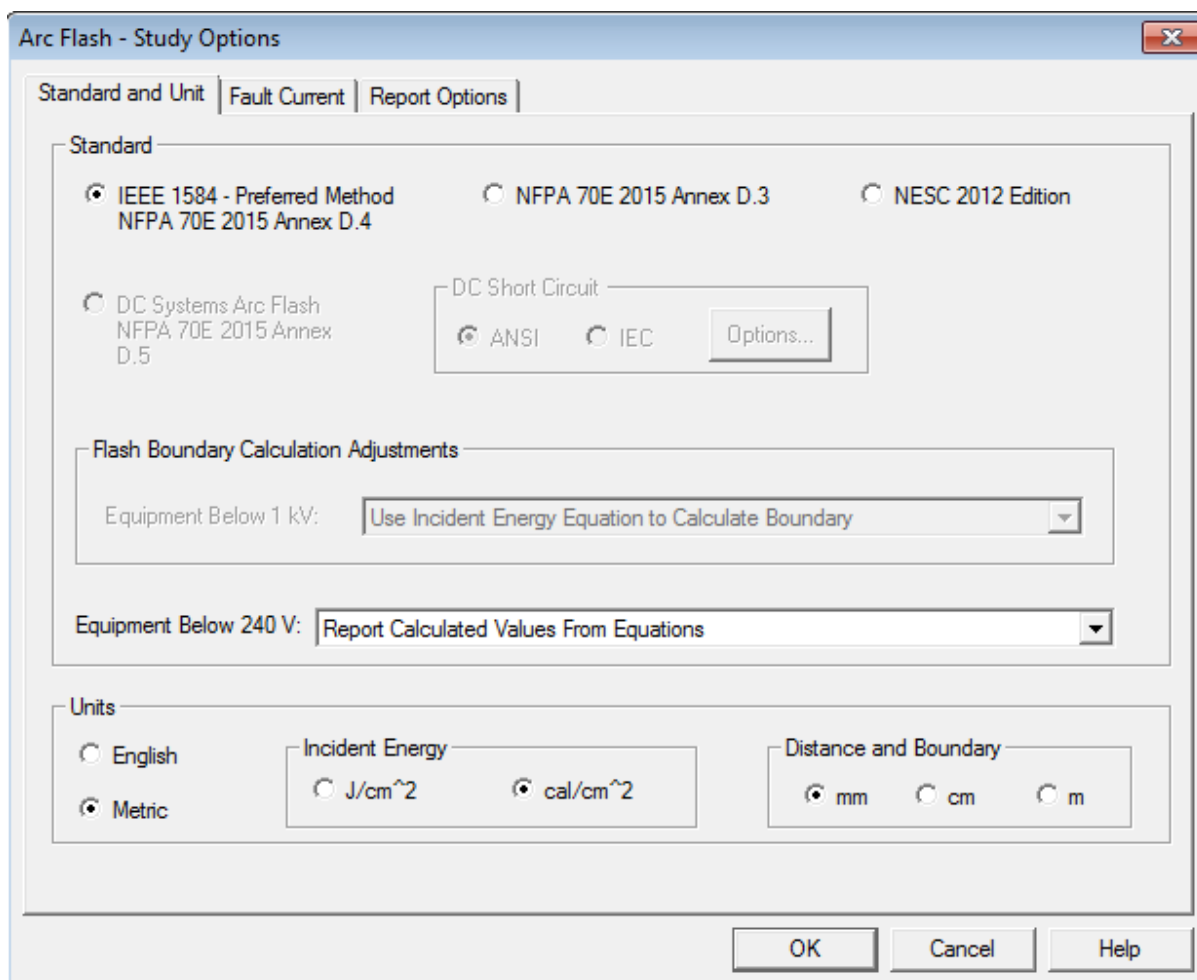 Arc Flash - Study Options
Standard and Unit Fault Current Report Options
Standard
IEEE 1584 - Preferred Method
NFPA 70E 2015 Annex D.4
NFPA 70E 2015 Annex D.3
NESC 2012 Edition
DC Systems Arc Flash
NFPA 70E 2015 Annex
D.5
DC Short Circuit
ANSI IEC Options...
Flash Boundary Calculation Adjustments
Equipment Below 1 kV: Use Incident Energy Equation to Calculate Boundary
Equipment Below 240 V: Report Calculated Values From Equations
Units
English
Metric
Incident Energy
J/cm^2 cal/cm^2
Distance and Boundary
mm cm m
OK Cancel Help